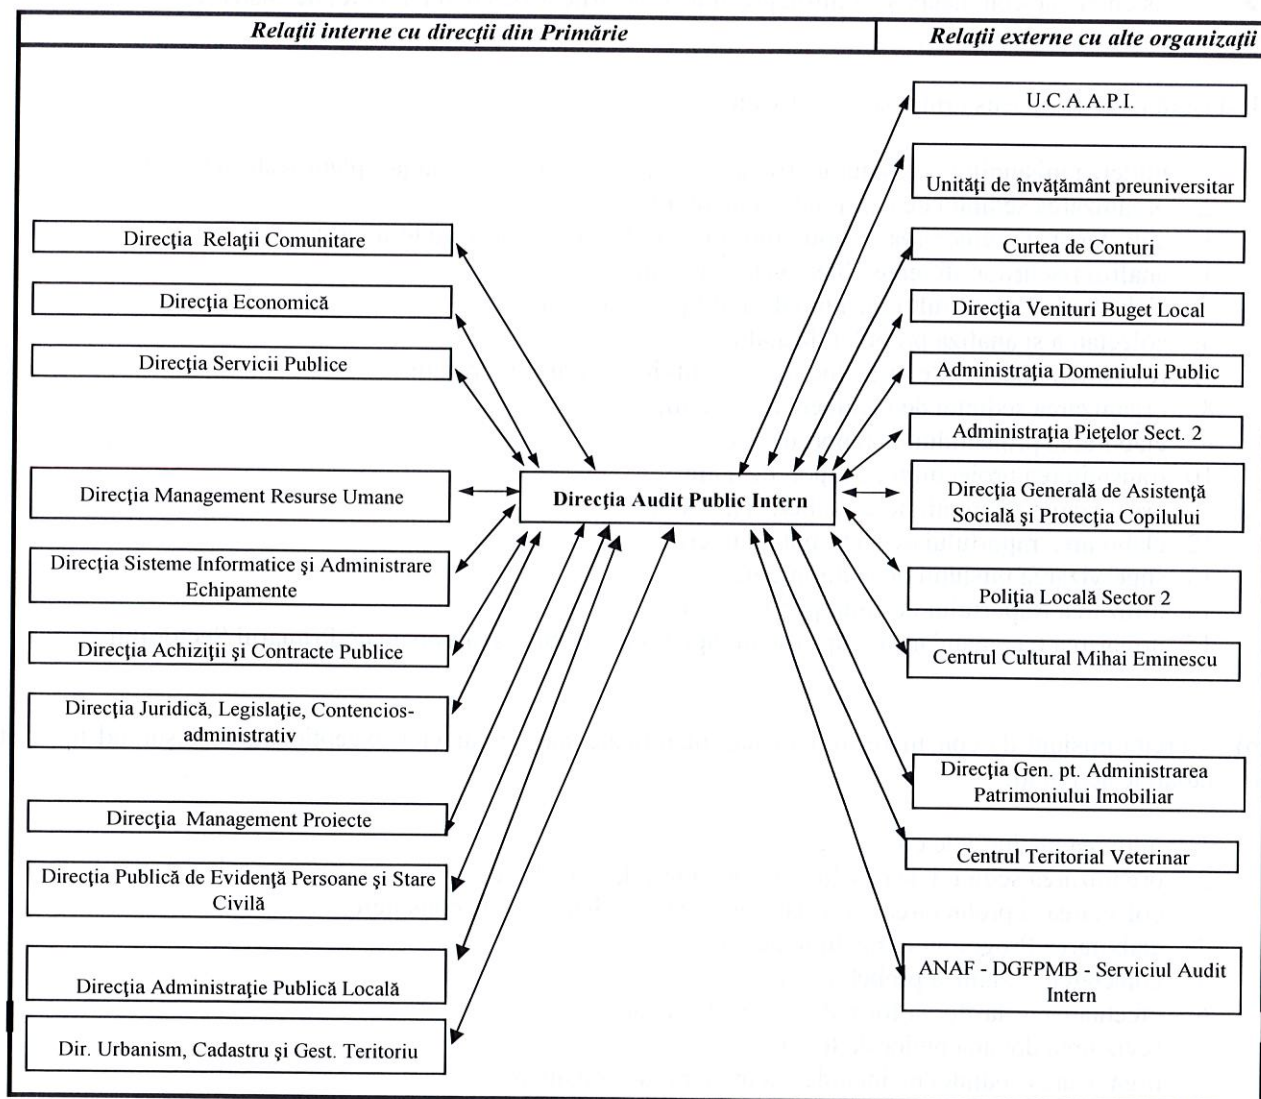 Relaţii interne cu direcţii din Primărie
Relaţii externe cu alte organizaţii
Direcţia Relaţii Comunitare
Direcţia Economică
Direcţia Servicii Publice
Direcţia Management Resurse Umane
Direcţia Sisteme Informatice şi Administrare
Echipamente
Direcţia Achiziţii şi Contracte Publice
Direcţia Juridică, Legislaţie, Contencios-
administrativ
Direcţia Management Proiecte
Direcţia Publică de Evidenţă Persoane şi Stare
Civilă
Direcţia Administraţie Publică Locală
Dir. Urbanism, Cadastru şi Gest. Teritoriu
Direcţia Audit Public Intern
U.C.A.A.P.I.
Unităţi de învăţământ preuniversitar
Curtea de Conturi
Direcţia Venituri Buget Local
Administraţia Domeniului Public
Administraţia Pieţelor Sect. 2
Direcţia Generală de Asistenţă
Socială şi Protecţia Copilului
Poliţia Locală Sector 2
Centrul Cultural Mihai Eminescu
Direcţia Gen. pt. Administrarea
Patrimoniului Imobiliar
Centrul Teritorial Veterinar
ANAF - DGFPMB - Serviciul Audit
Intern